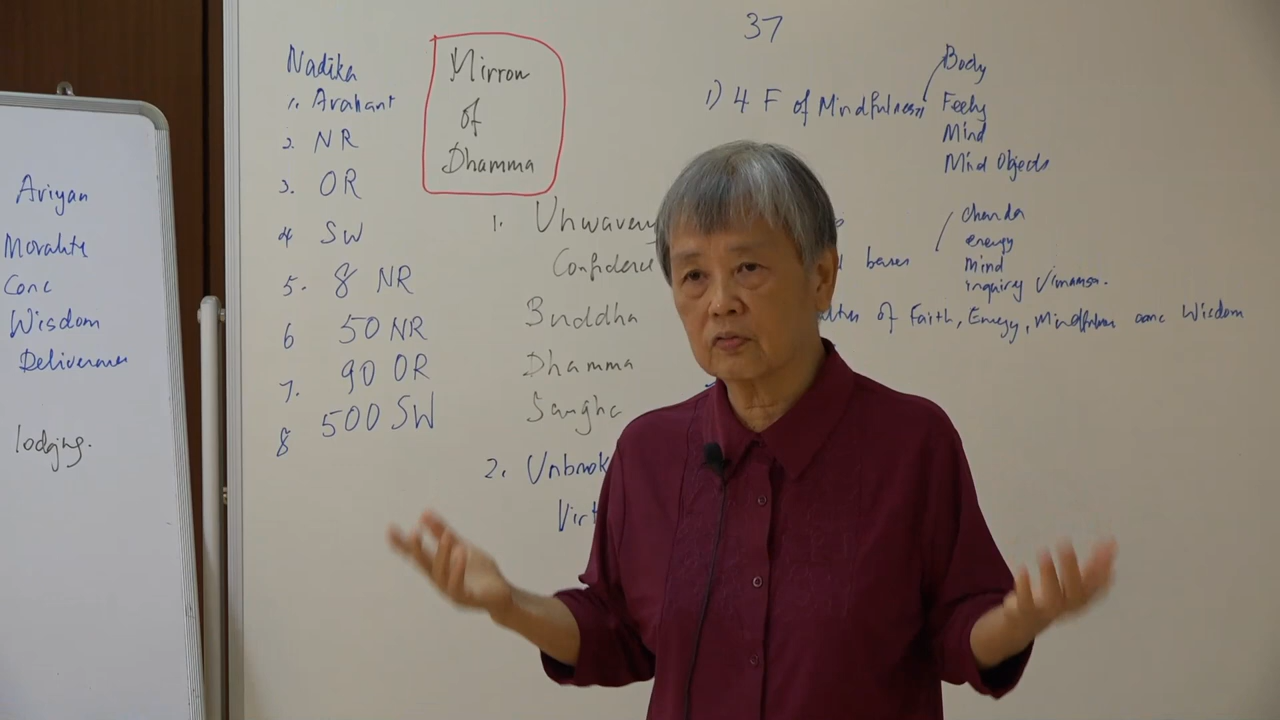 Ariyan
Morality
Conc
Wisdom
Deliverance
lodging.
Nadika
1. Arahant
2. NR
3. OR
4 SW
5. 8 NR
6 50 NR
7. 90 OR
8 500 SW
Mirror
of
Dhamma
1. Unwavery
Confidence
Buddha
Dhamma
Sangha
2. Unbrok
Virt
37
1) 4 F of Mindfulness
Body
Feely
Mind
Mind Objects
bases
chanda
energy
Mind
inquiry Vimamsa.
of Faith, Energy, Mindfulness conc Wisdom